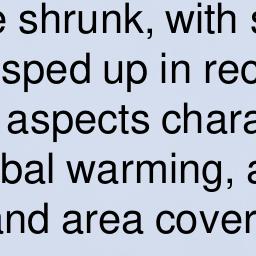 e shrunk, with s
sped up in rec
aspects chara
bal warming, a
and area cover